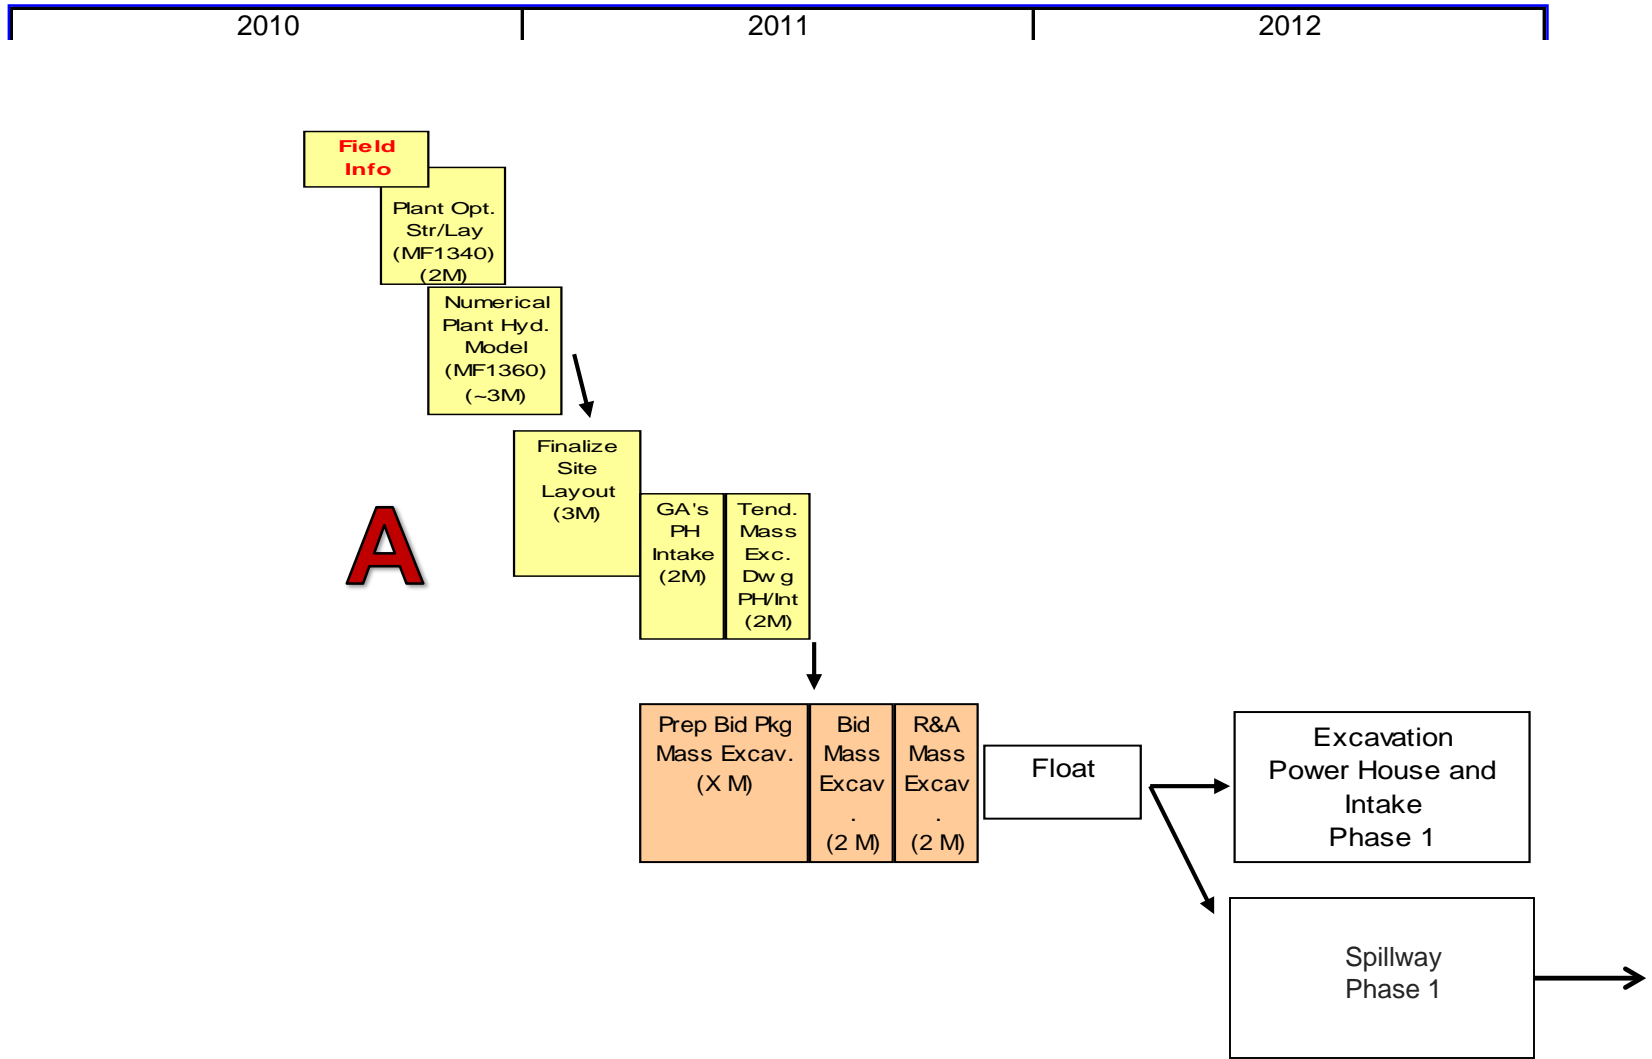 2010
2011
2012
Field
Info
Plant Opt.
Str/Lay
(MF1340)
(2M)
Numerical
Plant Hyd.
Model
(MF1360)
(~3M)
Finalize
Site
Layout
(3M)
A
GA's
PH
Intake
(2M)
Tend.
Mass
Exc.
Dwg
PH/Int
(2M)
Prep Bid Pkg
Mass Excav.
(X M)
Bid
Mass
Excav
.
(2 M)
R&A
Mass
Excav
.
(2 M)
Float
Excavation
Power House and
Intake
Phase 1
Spillway
Phase 1